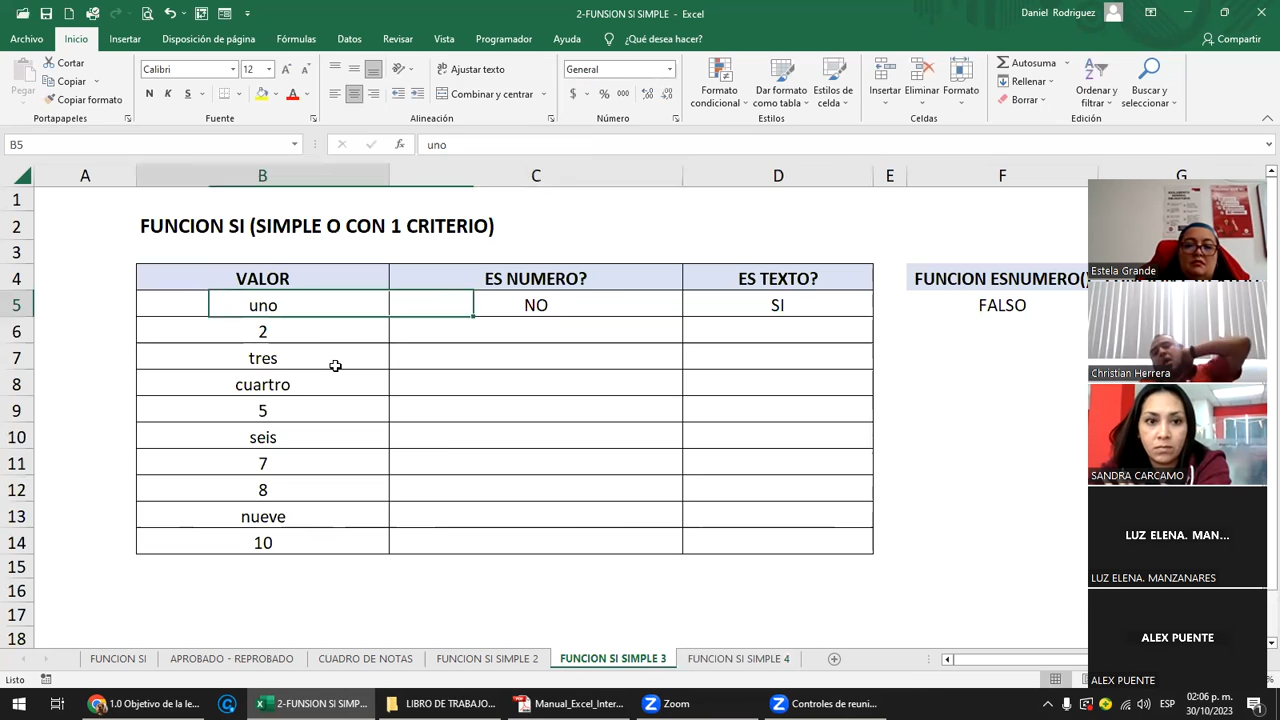 2-FUNSION SI SIMPLE - Excel
Daniel Rodriguez
Archivo Inicio Insertar Disposición de página Fórmulas Datos Revisar Vista Programador Ayuda ¿Qué desea hacer? Compartir
Pegar
Cortar
Copiar
Copiar formato
Portapapeles
Calibri 12
N K S
Fuente
Ajustar texto
Combinar y centrar
Alineación
General
$ % 000
Número
Formato condicional
Dar formato como tabla
Estilos de celda
Estilos
Insertar
Eliminar
Formato
Celdas
Autosuma
Rellenar
Borrar
Ordenar y filtrar
Buscar y seleccionar
Edición
B5 fx uno
A B C D E F G
1
2 FUNCION SI (SIMPLE O CON 1 CRITERIO)
3
4 VALOR ES NUMERO? ES TEXTO? FUNCION ESNUMERO()
5 uno NO SI FALSO
6 2
7 tres
8 cuartro
9 5
10 seis
11 7
12 8
13 nueve
14 10
15
16
17
18
Estela Grande
Christian Herrera
SANDRA CARCAMO
LUZ ELENA. MAN...
LUZ ELENA. MANZANARES
ALEX PUENTE
ALEX PUENTE
FUNCION SI APROBADO - REPROBADO CUADRO DE NOTAS FUNCION SI SIMPLE 2 FUNCION SI SIMPLE 3 FUNCION SI SIMPLE 4
Listo
1.0 Objetivo de la le...
2-FUNSION SI SIMP...
LIBRO DE TRABAJO...
Manual_Excel_Inter...
Zoom
Controles de reuni...
ESP
02:06 p. m.
30/10/2023